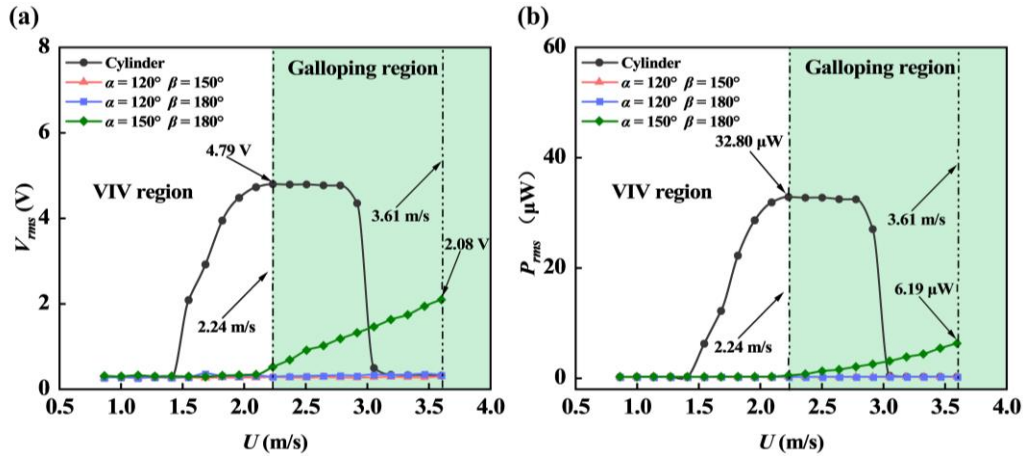 (a)
8
6
4
2
0
V_rms (V)
Cylinder
α = 120° β = 150°
α = 120° β = 180°
α = 150° β = 180°
Galloping region
4.79 V
VIV region
3.61 m/s
2.08 V
2.24 m/s
0.5 1.0 1.5 2.0 2.5 3.0 3.5 4.0
U (m/s)
(b)
60
40
20
0
P_rms (μW)
Cylinder
α = 120° β = 150°
α = 120° β = 180°
α = 150° β = 180°
Galloping region
32.80 μW
VIV region
3.61 m/s
6.19 μW
2.24 m/s
0.5 1.0 1.5 2.0 2.5 3.0 3.5 4.0
U (m/s)